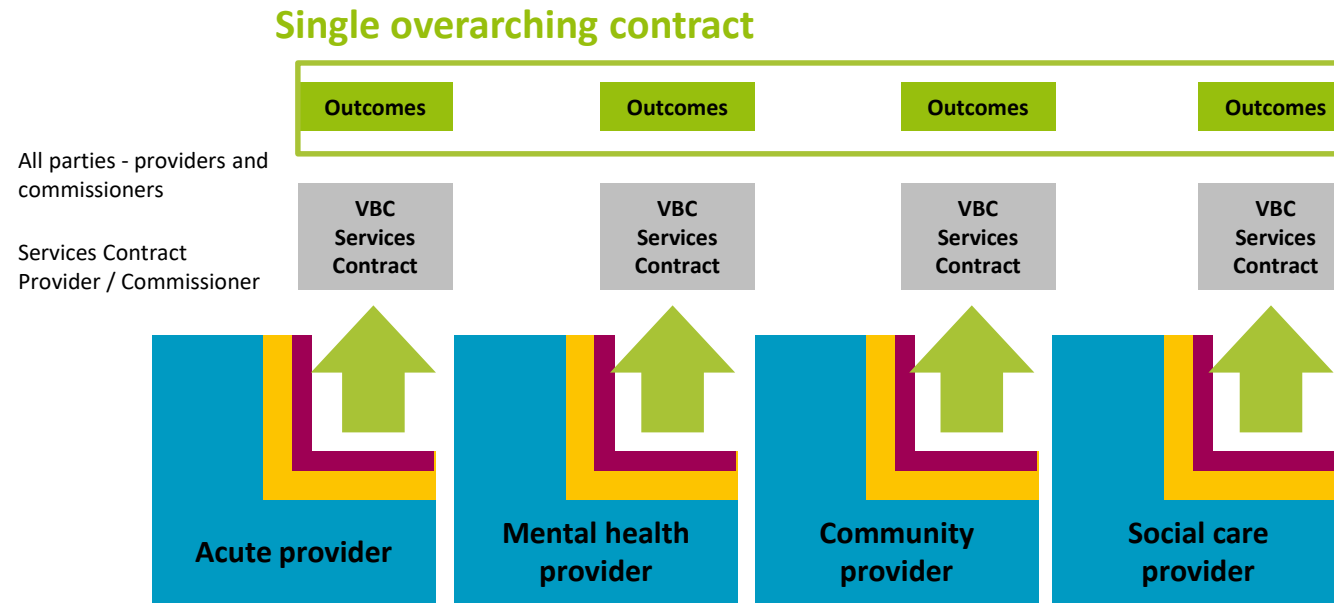 Single overarching contract
Outcomes
Outcomes
Outcomes
Outcomes
All parties - providers and
commissioners
Services Contract
Provider / Commissioner
VBC
Services
Contract
VBC
Services
Contract
VBC
Services
Contract
VBC
Services
Contract
Acute provider
Mental health
provider
Community
provider
Social care
provider